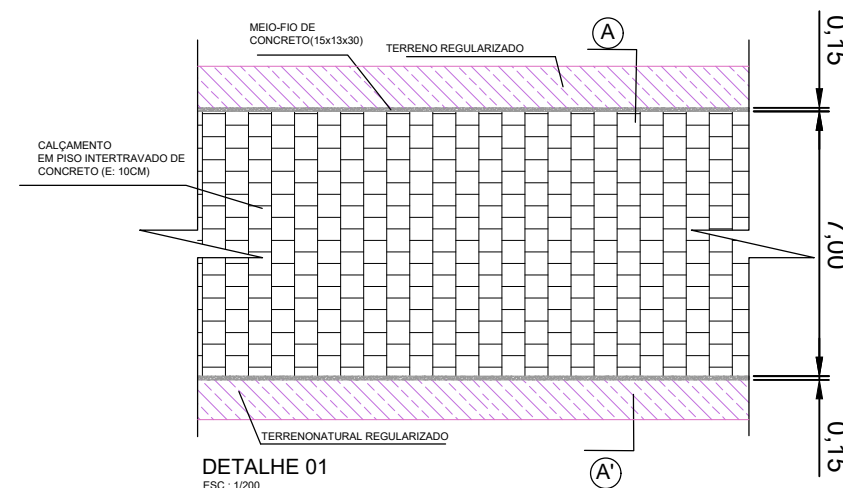 MEIO-FIO DE
CONCRETO(15x13x30)
TERRENO REGULARIZADO
A
0,15
CALÇAMENTO
EM PISO INTERTRAVADO DE
CONCRETO (E: 10CM)
7,00
TERRENONATURAL REGULARIZADO
0,15
DETALHE 01
ESC.: 1/200
A'